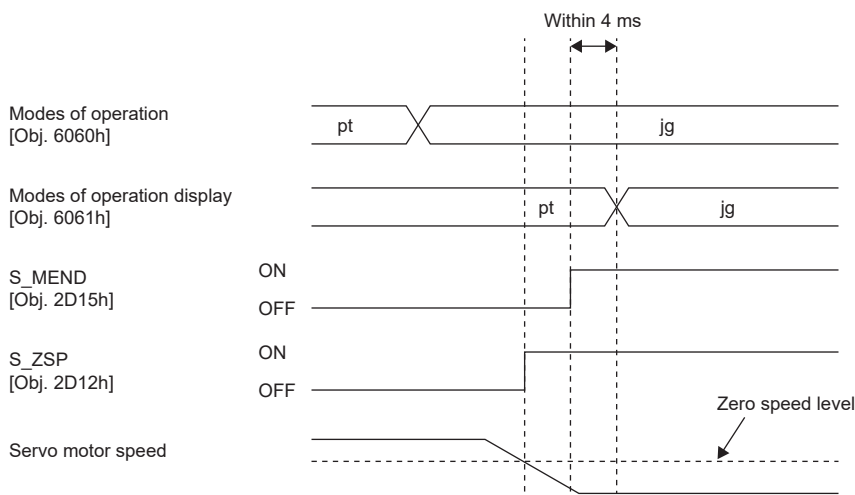 Within 4 ms
Modes of operation
[Obj. 6060h]
pt
jg
Modes of operation display
[Obj. 6061h]
pt
jg
S_MEND
[Obj. 2D15h]
ON
OFF
S_ZSP
[Obj. 2D12h]
ON
OFF
Zero speed level
Servo motor speed